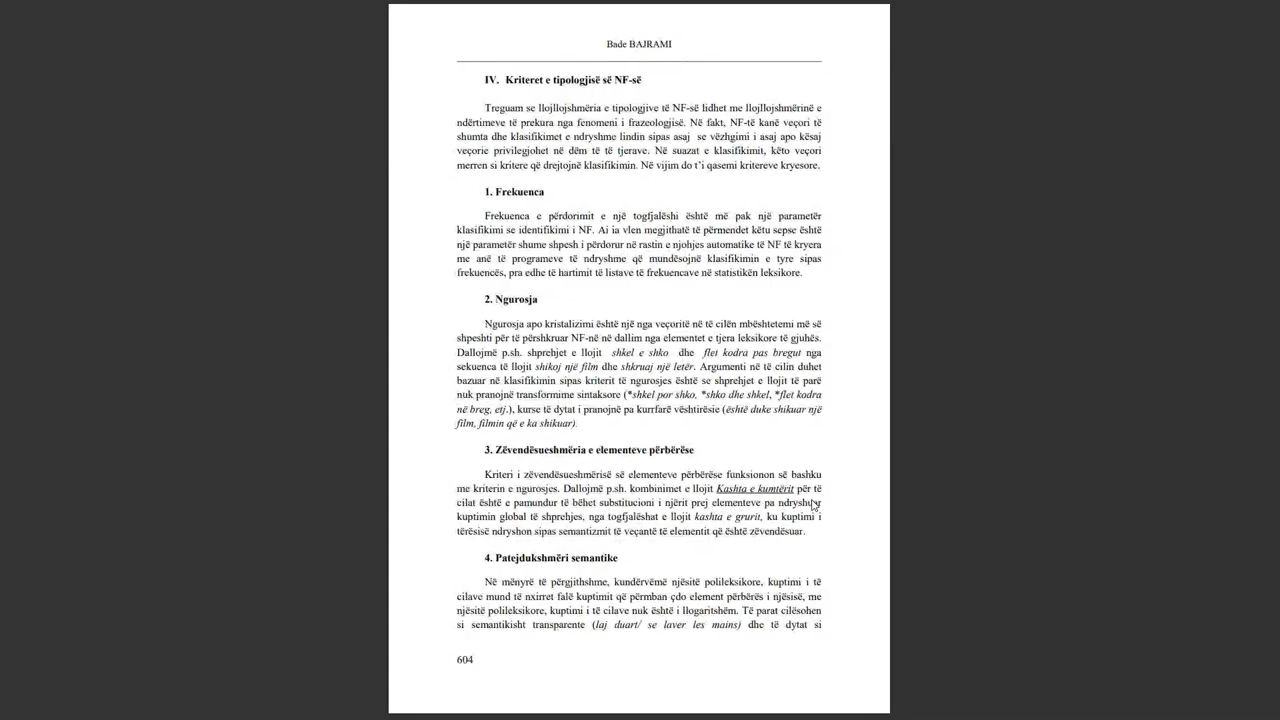 Bade BAJRAMI
IV. Kriteret e tipologjisë së NF-së
Treguam se llojllojshmëria e tipologjive të NF-së lidhet me llojllojshmërinë e
ndërtimeve të prekura nga fenomeni i frazeologjisë. Në fakt, NF-të kanë veçori të
shumta dhe klasifikimet e ndryshme lindin sipas asaj se vëzhgimi i asaj apo kësaj
veçorie privilegjohet në dëm të të tjerave. Në suazat e klasifikimit, këto veçori
merren si kritere që drejtojnë klasifikimin. Në vijim do t’i qasemi kritereve kryesore.
1. Frekuenca
Frekuenca e përdorimit e një togfjalëshi është më pak një parametër
klasifikimi se identifikimi i NF. Ai ia vlen megjithatë të përmendet këtu sepse është
një parametër shume shpesh i përdorur në rastin e njohjes automatike të NF të kryera
me anë të programeve të ndryshme që mundësojnë klasifikimin e tyre sipas
frekuencës, pra edhe të hartimit të listave të frekuencave në statistikën leksikore.
2. Ngurosja
Ngurosja apo kristalizimi është një nga veçoritë në të cilën mbështetemi më së
shpeshti për të përshkruar NF-në në dallim nga elementet e tjera leksikore të gjuhës.
Dallojmë p.sh. shprehjet e llojit shkel e shko dhe flet kodra pas bregut nga
sekuenca të llojit shikoj një film dhe shkruaj një letër. Argumenti në të cilin duhet
bazuar në klasifikimin sipas kriterit të ngurosjes është se shprehjet e llojit të parë
nuk pranojnë transformime sintaksore (*shkel por shko, *shko dhe shkel, *flet kodra
në breg, etj.), kurse të dytat i pranojnë pa kurrfarë vështirësie (është duke shikuar një
film, filmin që e ka shikuar).
3. Zëvendësueshmëria e elementeve përbërëse
Kriteri i zëvendësueshmërisë së elementeve përbërëse funksionon së bashku
me kriterin e ngurosjes. Dallojmë p.sh. kombinimet e llojit Kashta e kumtërit për të
cilat është e pamundur të bëhet substitucioni i njërit prej elementeve pa ndryshuar
kuptimin global të shprehjes, nga togfjalëshat e llojit kashta e grurit, ku kuptimi i
tërësisë ndryshon sipas semantizmit të veçantë të elementit që është zëvendësuar.
4. Patejdukshmëri semantike
Në mënyrë të përgjithshme, kundërvëmë njësitë polileksikore, kuptimi i të
cilave mund të nxirret falë kuptimit që përmban çdo element përbërës i njësisë, me
njësitë polileksikore, kuptimi i të cilave nuk është i llogaritshëm. Të parat cilësohen
si semantikisht transparente (laj duart/ se laver les mains) dhe të dytat si
604